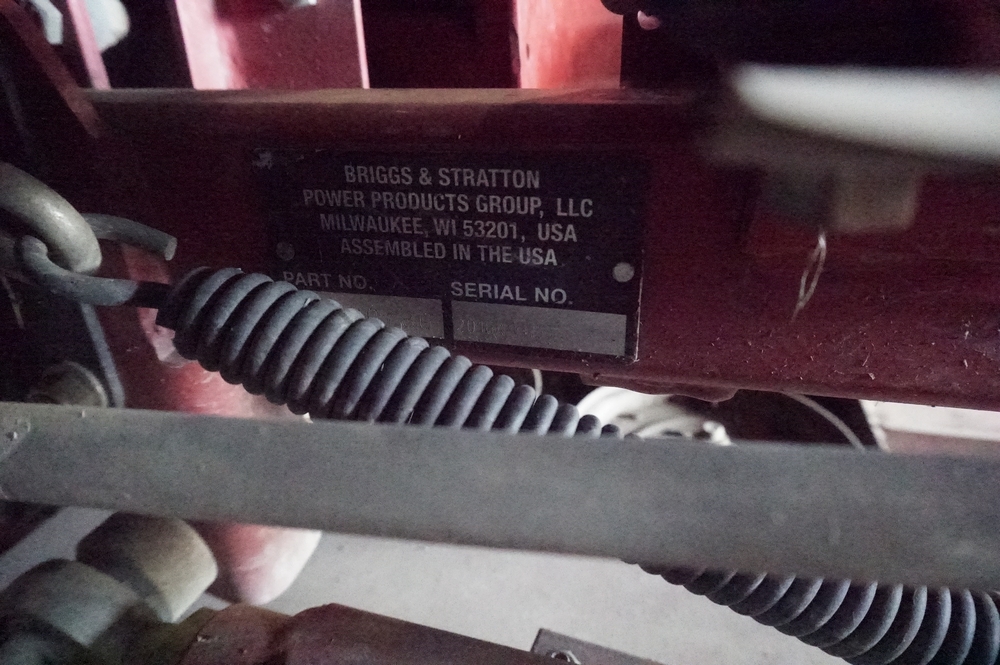 BRIGGS & STRATTON
POWER PRODUCTS GROUP, LLC
MILWAUKEE, WI 53201, USA
ASSEMBLED IN THE USA
PART NO. SERIAL NO.